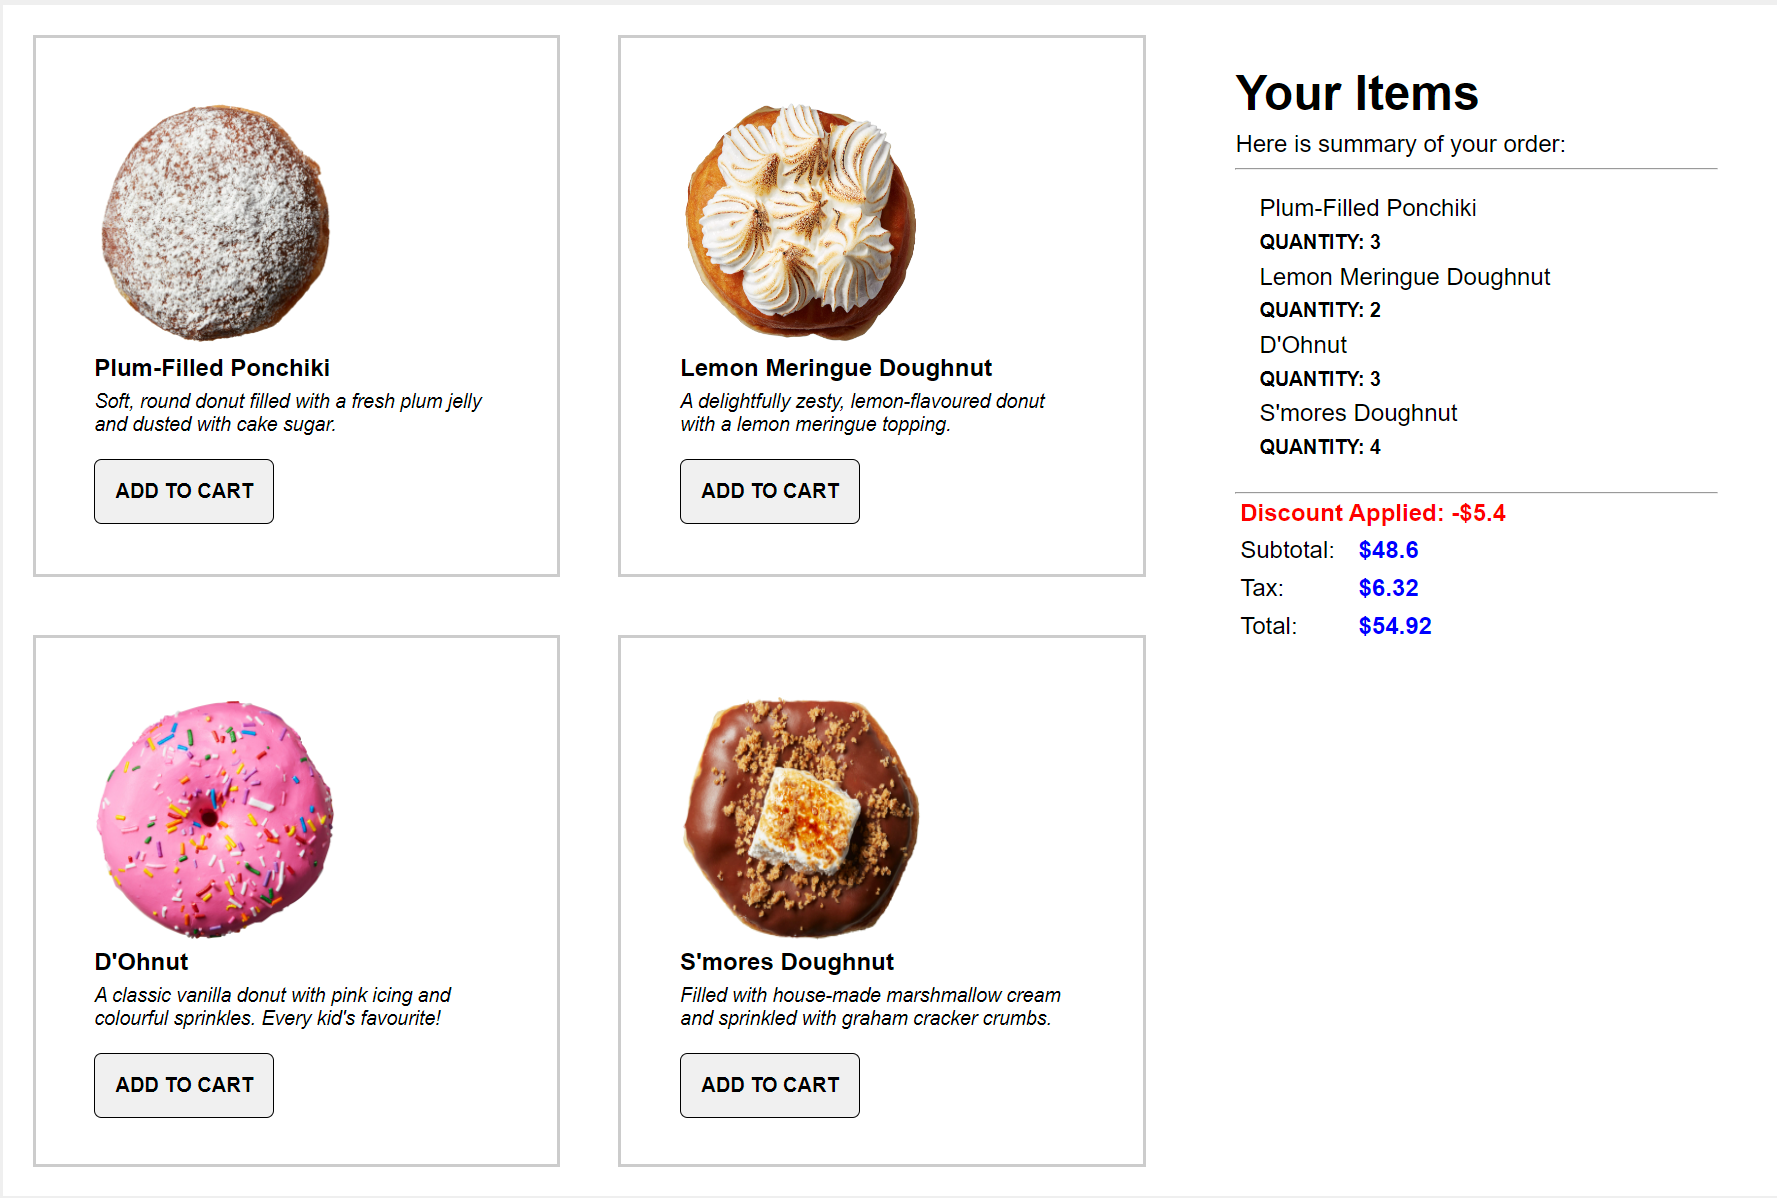 Plum-Filled Ponchiki
Soft, round donut filled with a fresh plum jelly
and dusted with cake sugar.
ADD TO CART
Lemon Meringue Doughnut
A delightfully zesty, lemon-flavoured donut
with a lemon meringue topping.
ADD TO CART
D'Ohnut
A classic vanilla donut with pink icing and
colourful sprinkles. Every kid's favourite!
ADD TO CART
S'mores Doughnut
Filled with house-made marshmallow cream
and sprinkled with graham cracker crumbs.
ADD TO CART
Your Items
Here is summary of your order:
Plum-Filled Ponchiki
QUANTITY: 3
Lemon Meringue Doughnut
QUANTITY: 2
D'Ohnut
QUANTITY: 3
S'mores Doughnut
QUANTITY: 4
Discount Applied: -$5.4
Subtotal: $48.6
Tax: $6.32
Total: $54.92